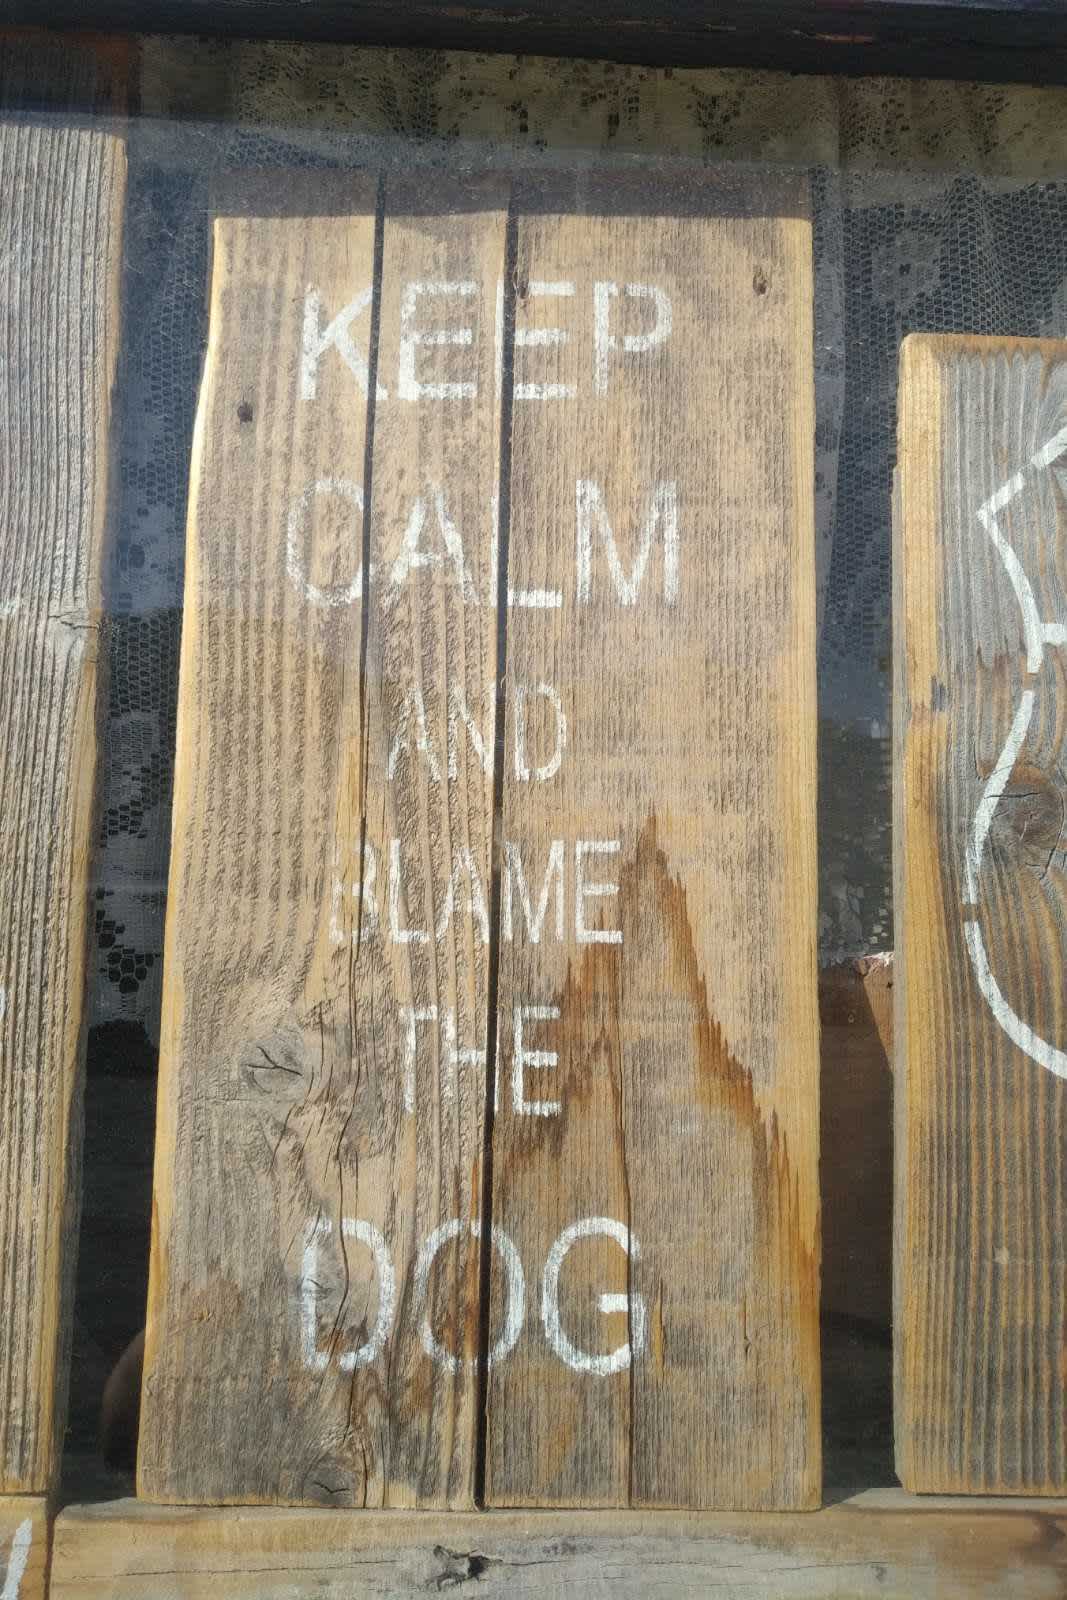 KEEP
CALM
AND
BLAME
THE
DOG